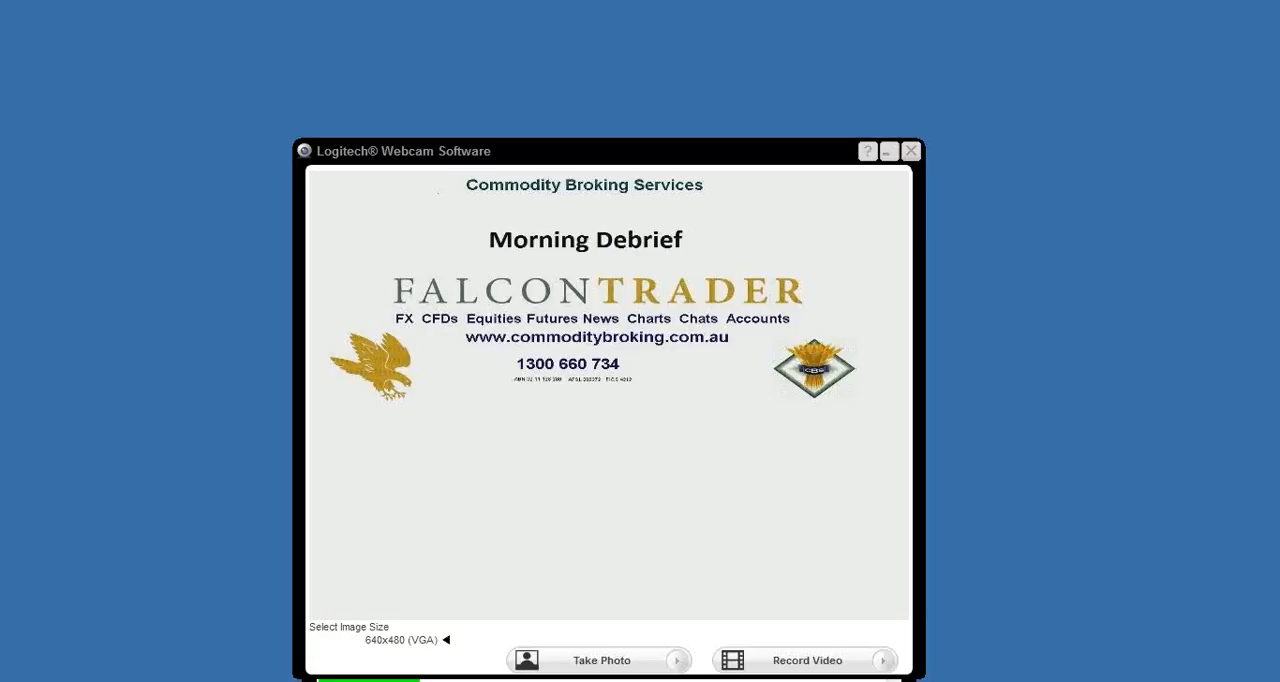 Logitech® Webcam Software
Commodity Broking Services
Morning Debrief
FALCONTRADER
FX CFDs Equities Futures News Charts Chats Accounts
www.commoditybroking.com.au
1300 660 734
CBS
Select Image Size
640x480 (VGA)
Take Photo
Record Video